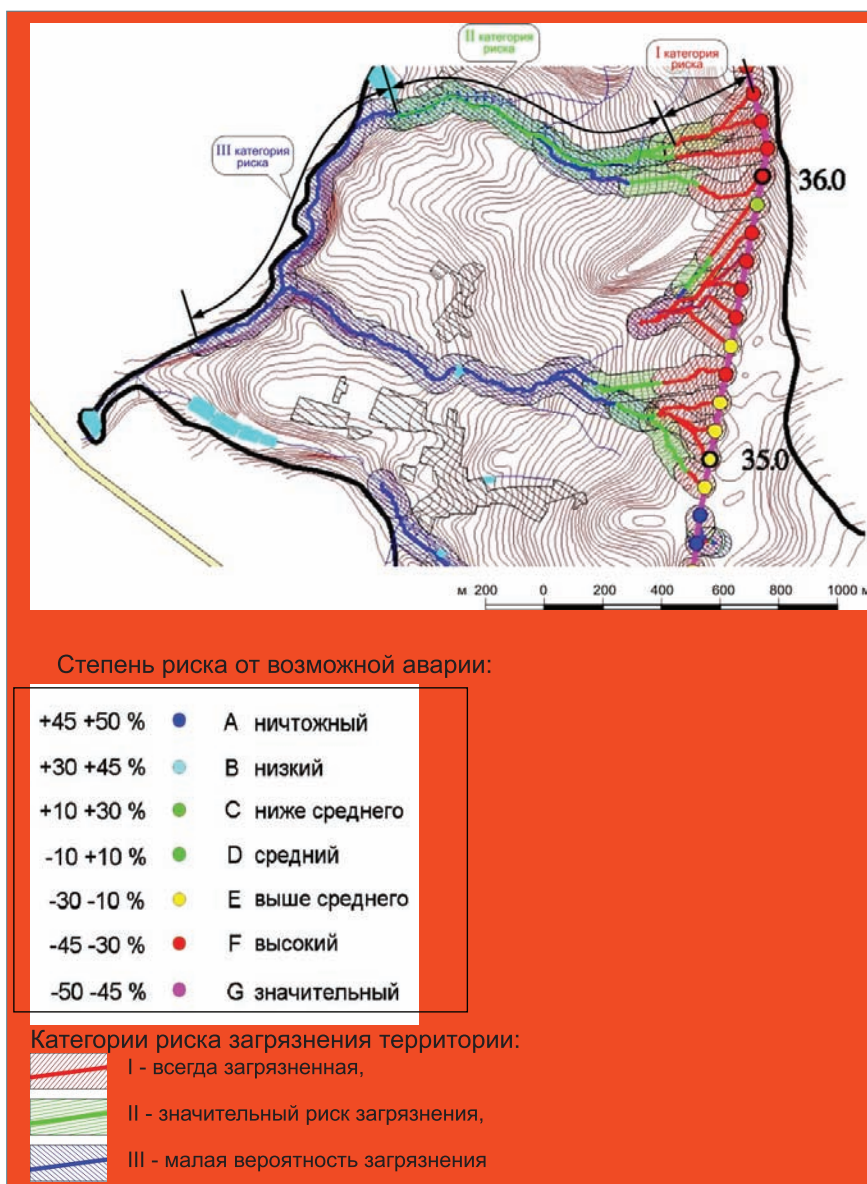 II категория
риска
I категория
риска
III категория
риска
36.0
35.0
м 200 0 200 400 600 800 1000 м
Степень риска от возможной аварии:
+45 +50 % A ничтожный
+30 +45 % B низкий
+10 +30 % C ниже среднего
-10 +10 % D средний
-30 -10 % E выше среднего
-45 -30 % F высокий
-50 -45 % G значительный
Категории риска загрязнения территории:
I - всегда загрязненная,
II - значительный риск загрязнения,
III - малая вероятность загрязнения